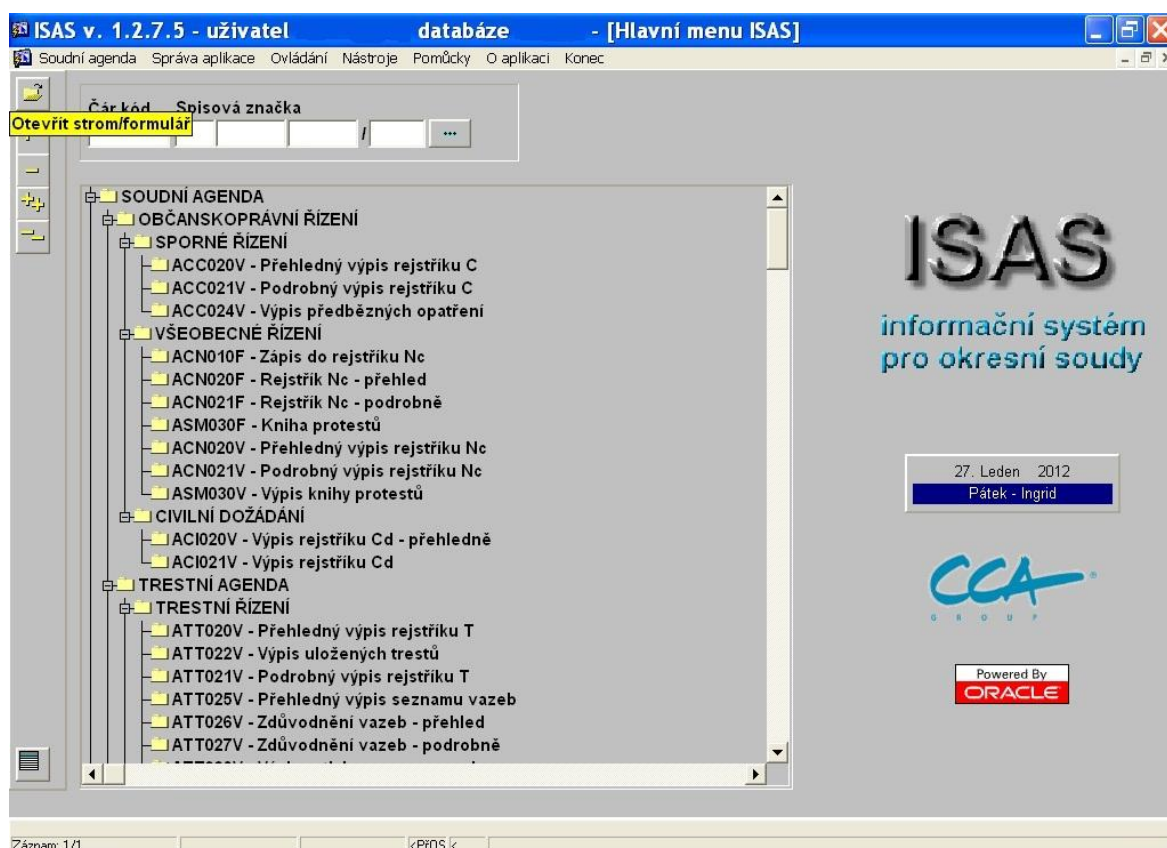 ISAS v. 1.2.7.5 - uživatel databáze - [Hlavní menu ISAS]
Soudní agenda Správa aplikace Ovládání Nástroje Pomůcky O aplikaci Konec
Čár.kód Spisová značka
Otevřít strom/formulář
/ ...
SOUDNÍ AGENDA
OBČANSKOPRÁVNÍ ŘÍZENÍ
SPORNÉ ŘÍZENÍ
ACC020V - Přehledný výpis rejstříku C
ACC021V - Podrobný výpis rejstříku C
ACC024V - Výpis předběžných opatření
VŠEOBECNÉ ŘÍZENÍ
ACN010F - Zápis do rejstříku Nc
ACN020F - Rejstřík Nc - přehled
ACN021F - Rejstřík Nc - podrobně
ASM030F - Kniha protestů
ACN020V - Přehledný výpis rejstříku Nc
ACN021V - Podrobný výpis rejstříku Nc
ASM030V - Výpis knihy protestů
CIVILNÍ DOŽÁDÁNÍ
ACI020V - Výpis rejstříku Cd - přehledně
ACI021V - Výpis rejstříku Cd
TRESTNÍ AGENDA
TRESTNÍ ŘÍZENÍ
ATT020V - Přehledný výpis rejstříku T
ATT022V - Výpis uložených trestů
ATT021V - Podrobný výpis rejstříku T
ATT025V - Přehledný výpis seznamu vazeb
ATT026V - Zdůvodnění vazeb - přehled
ATT027V - Zdůvodnění vazeb - podrobně
ISAS
informační systém
pro okresní soudy
27. Leden 2012
Pátek - Ingrid
CCA ®
GROUP
Powered By
ORACLE
Záznam: 1/1 <PřOS <